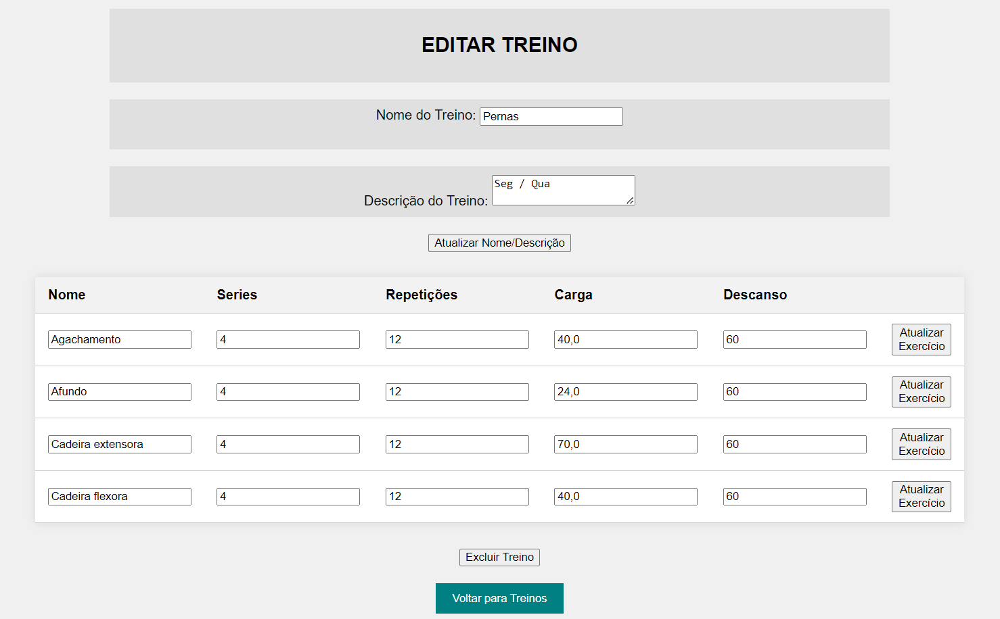 EDITAR TREINO
Nome do Treino: Pernas
Descrição do Treino: Seg / Qua
Atualizar Nome/Descrição
Nome Series Repetições Carga Descanso
Agachamento 4 12 40,0 60 Atualizar Exercício
Afundo 4 12 24,0 60 Atualizar Exercício
Cadeira extensora 4 12 70,0 60 Atualizar Exercício
Cadeira flexora 4 12 40,0 60 Atualizar Exercício
Excluir Treino
Voltar para Treinos